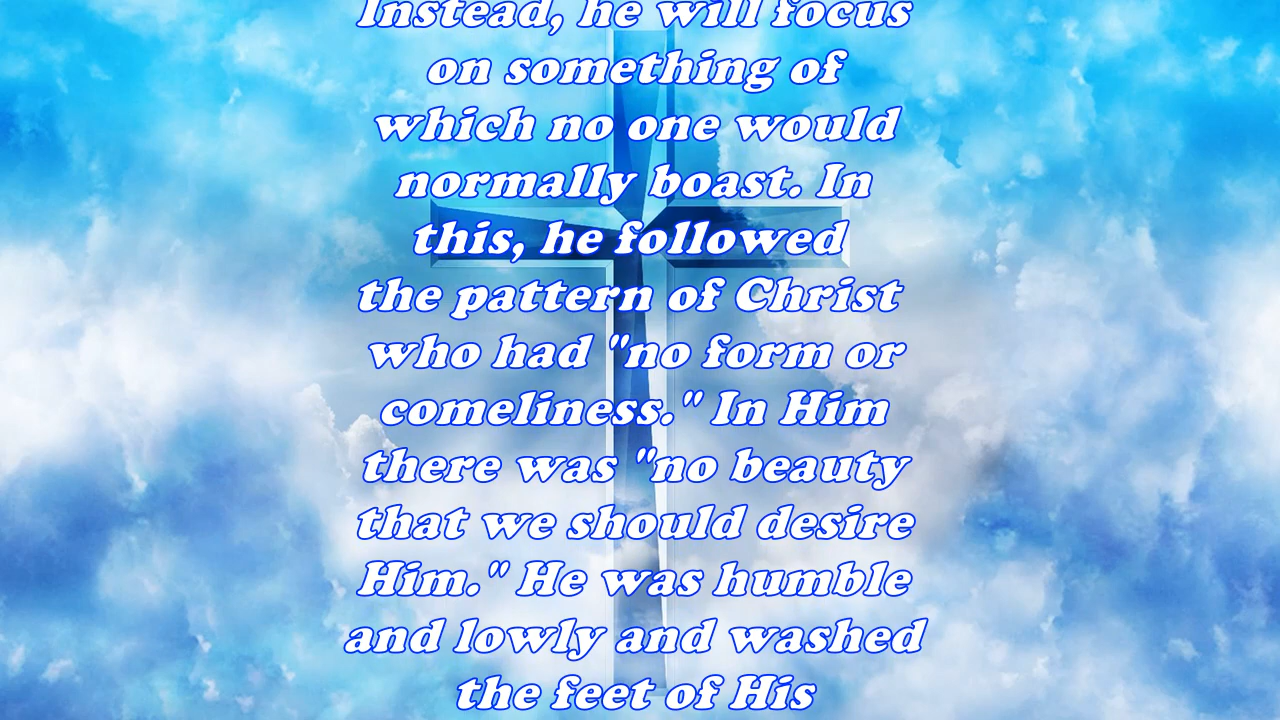 Instead, he will focus
on something of
which no one would
normally boast. In
this, he followed
the pattern of Christ
who had "no form or
comeliness." In Him
there was "no beauty
that we should desire
Him." He was humble
and lowly and washed
the feet of His